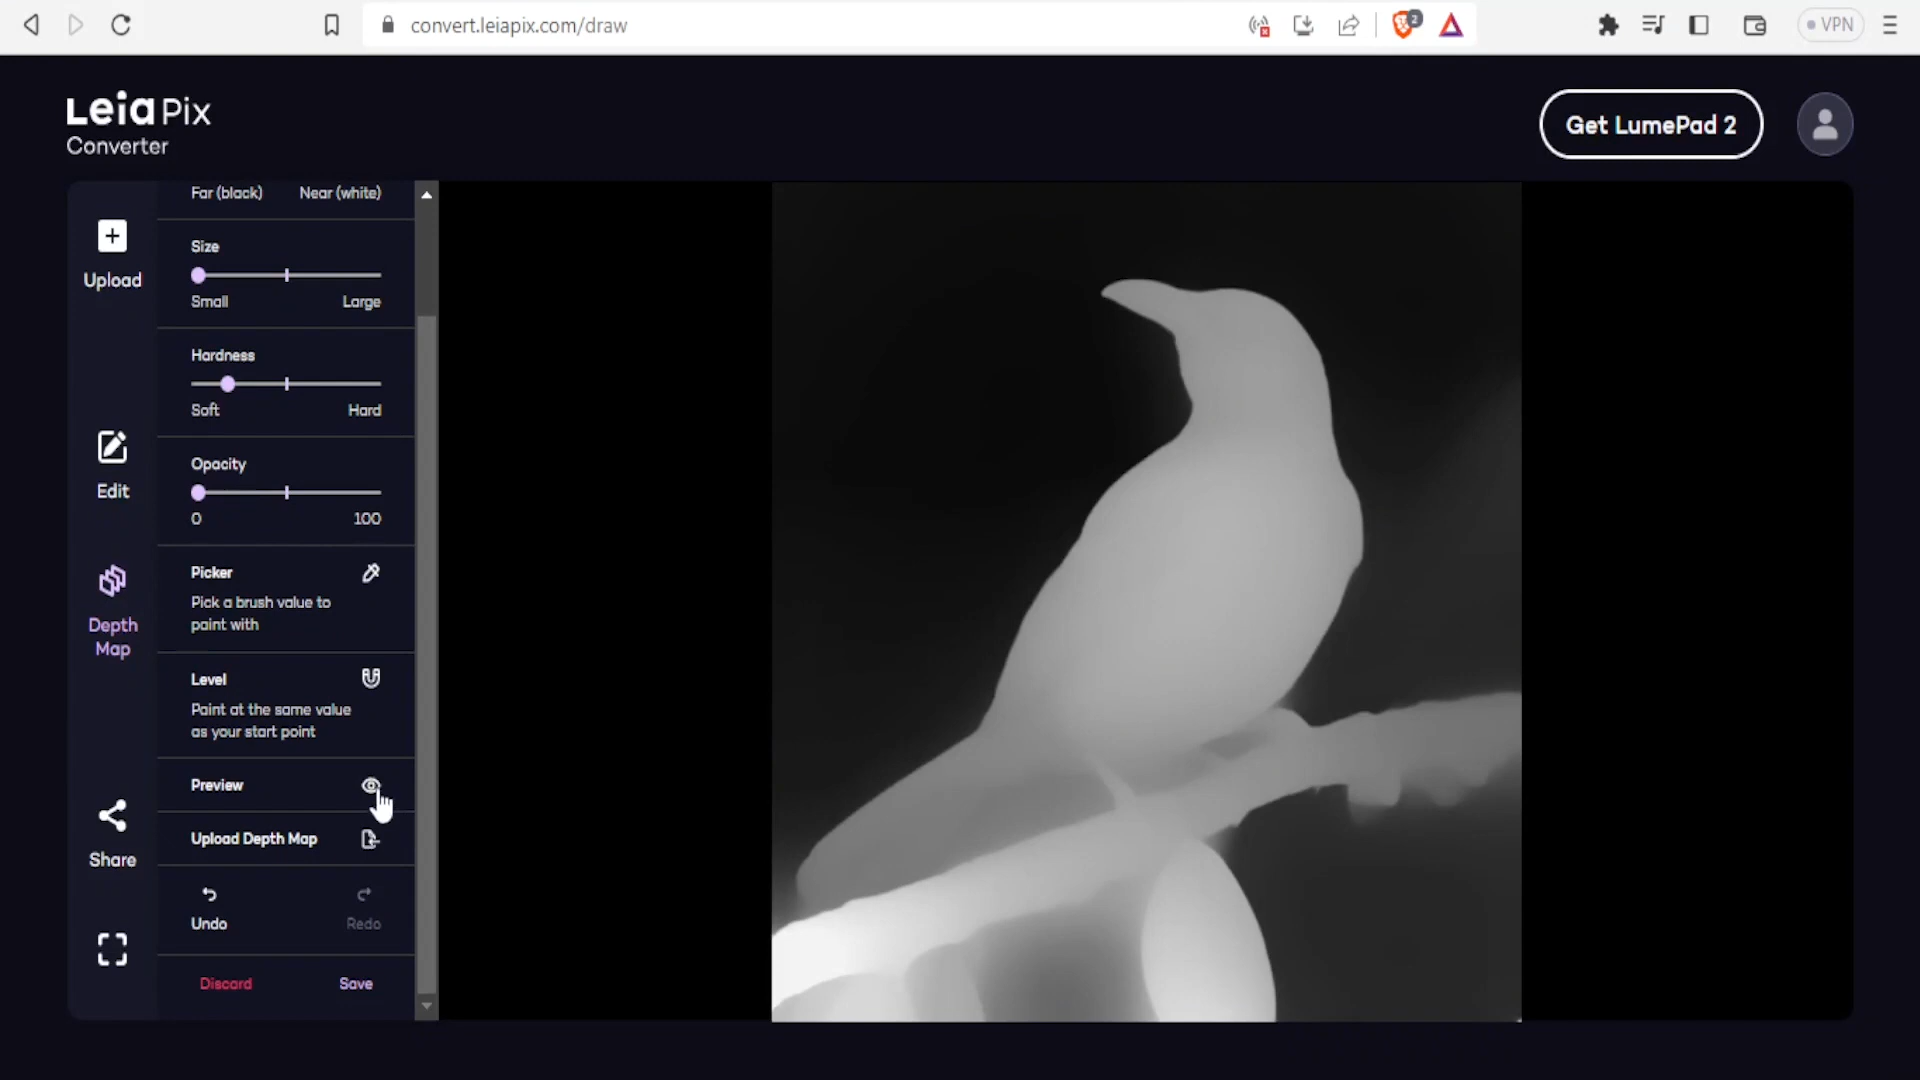 convert.leiapix.com/draw
2
VPN
Leia Pix
Converter
Get LumePad 2
Upload
Edit
Depth
Map
Share
Far (black) Near (white)
Size
Small Large
Hardness
Soft Hard
Opacity
0 100
Picker
Pick a brush value to
paint with
Level
Paint at the same value
as your start point
Preview
Upload Depth Map
Undo Redo
Discard Save